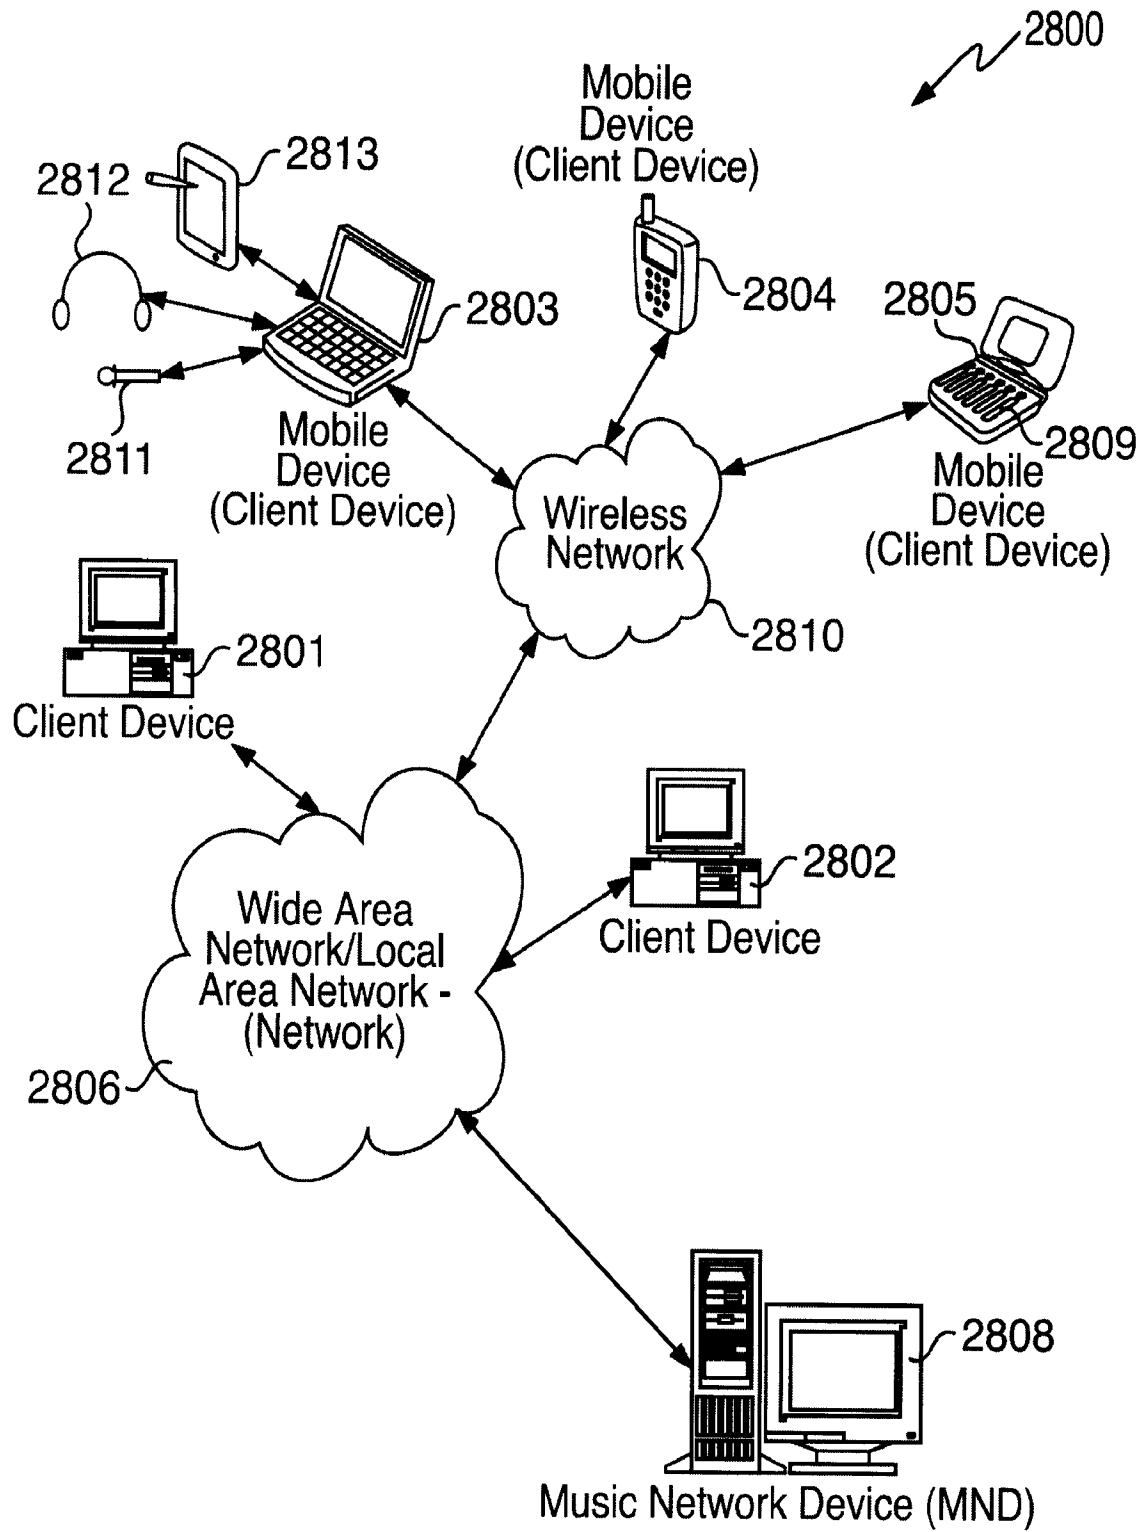 2800
Mobile
Device
(Client Device)
2813
2812
2803
2804
2805
2811
2809
Mobile
Device
(Client Device)
Mobile
Device
(Client Device)
Wireless
Network
2810
2801
Client Device
2802
Client Device
Wide Area
Network/Local
Area Network -
(Network)
2806
2808
Music Network Device (MND)